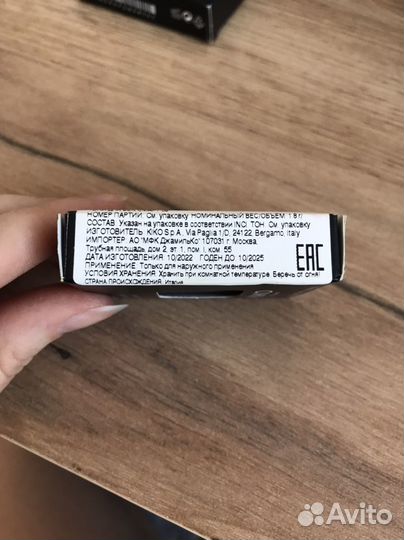 НОМЕР ПАРТИИ См упаковку НОМИНАЛЬНЫЙ ВЕС/ОБЪЕМ 1.8 г/
СОСТАВ Указан на упаковке в соответствии INCI ТОН См упаковку
ИЗГОТОВИТЕЛЬ KIKO S p A , Via Paglia 1/D, 24122 Bergamo, Italy
ИМПОРТЕР АО "МФК ДжамильКо" 107031 г. Москва
Трубная площадь дом 2 эт 1, пом I, ком 55
ДАТА ИЗГОТОВЛЕНИЯ 10/2022 ГОДЕН ДО 10/2025
ПРИМЕНЕНИЕ Только для наружного применения
УСЛОВИЯ ХРАНЕНИЯ Хранить при комнатной температуре. Беречь от огня!
СТРАНА ПРОИСХОЖДЕНИЯ Италия
EAC
Avito